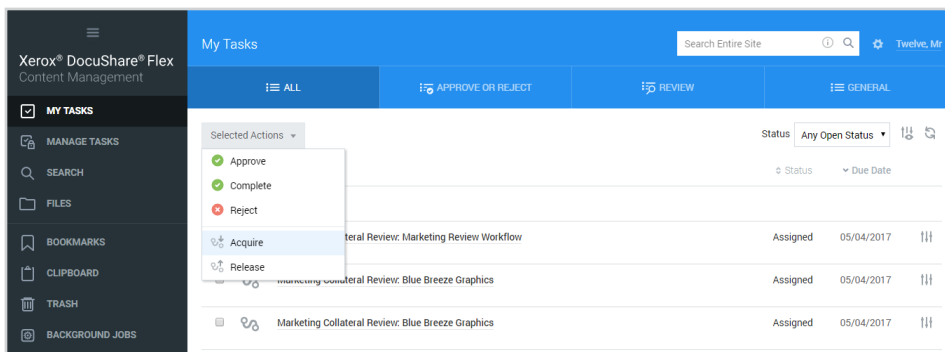 Xerox® DocuShare® Flex
Content Management
MY TASKS
MANAGE TASKS
SEARCH
FILES
BOOKMARKS
CLIPBOARD
TRASH
BACKGROUND JOBS
My Tasks
Search Entire Site
Twelve, Mr
ALL
APPROVE OR REJECT
REVIEW
GENERAL
Selected Actions
Status
Any Open Status
Approve
Complete
Reject
Acquire
Release
Status
Due Date
teral Review: Marketing Review Workflow
Assigned
05/04/2017
Marketing Collateral Review: Blue Breeze Graphics
Assigned
05/04/2017
Marketing Collateral Review: Blue Breeze Graphics
Assigned
05/04/2017